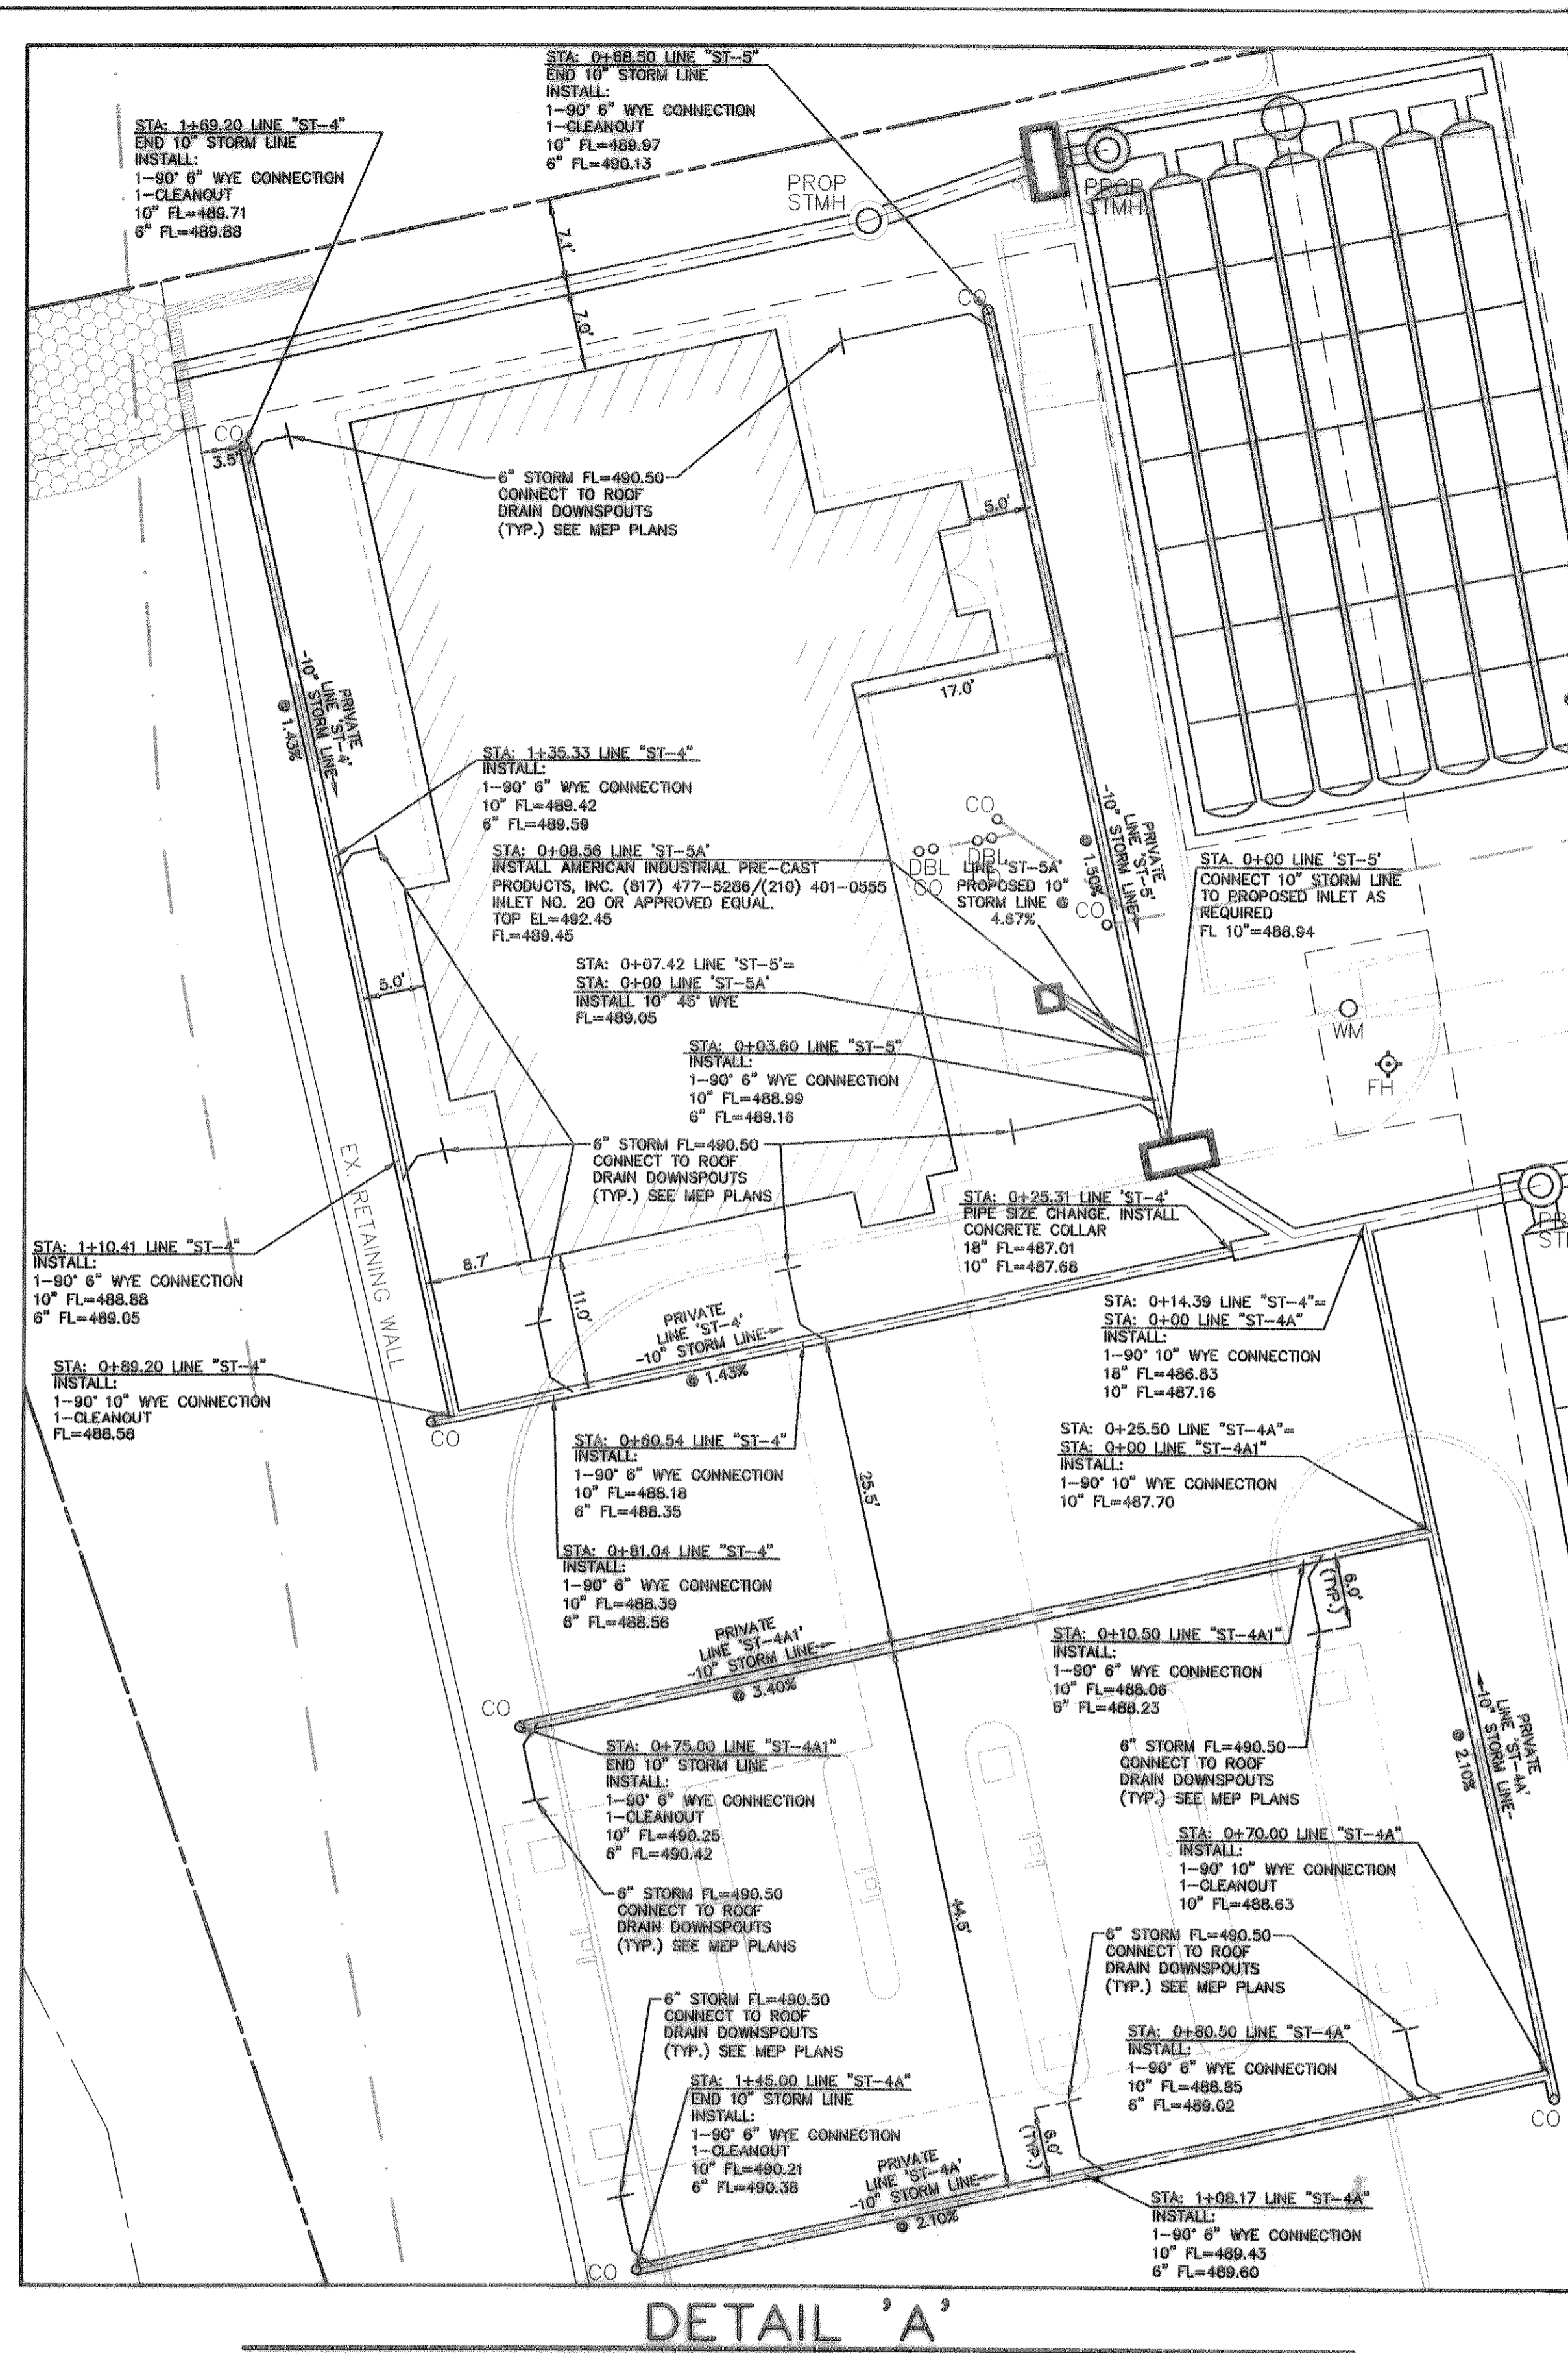 STA: 0+68.50 LINE "ST-5"
END 10" STORM LINE
INSTALL:
1-90° 6" WYE CONNECTION
1-CLEANOUT
10" FL=489.97
6" FL=490.13
STA: 1+69.20 LINE "ST-4"
END 10" STORM LINE
INSTALL:
1-90° 6" WYE CONNECTION
1-CLEANOUT
10" FL=489.71
6" FL=489.88
PROP
STMH
PROP
STMH
7.1'
7.0'
CO
CO
3.5'
6" STORM FL=490.50
CONNECT TO ROOF
DRAIN DOWNSPOUTS
(TYP.) SEE MEP PLANS
5.0'
17.0'
PRIVATE
LINE 'ST-4'
-10" STORM LINE-
@ 1.43%
STA: 1+35.33 LINE "ST-4"
INSTALL:
1-90° 6" WYE CONNECTION
10" FL=489.42
6" FL=489.59
STA: 0+08.56 LINE 'ST-5A'
INSTALL AMERICAN INDUSTRIAL PRE-CAST
PRODUCTS, INC. (817) 477-5286/(210) 401-0555
INLET NO. 20 OR APPROVED EQUAL.
TOP EL=492.45
FL=489.45
CO
DBL
CO
DBL
LINE 'ST-5A'
PROPOSED 10"
STORM LINE @
4.67%
CO
PRIVATE
LINE 'ST-5'
-10" STORM LINE-
@ 1.50%
STA. 0+00 LINE 'ST-5'
CONNECT 10" STORM LINE
TO PROPOSED INLET AS
REQUIRED
FL 10"=488.94
5.0'
STA: 0+07.42 LINE 'ST-5'=
STA: 0+00 LINE 'ST-5A'
INSTALL 10" 45° WYE
FL=489.05
WM
FH
STA: 0+03.60 LINE "ST-5"
INSTALL:
1-90° 6" WYE CONNECTION
10" FL=488.99
6" FL=489.16
6" STORM FL=490.50
CONNECT TO ROOF
DRAIN DOWNSPOUTS
(TYP.) SEE MEP PLANS
EX. RETAINING WALL
STA: 0+25.31 LINE 'ST-4'
PIPE SIZE CHANGE. INSTALL
CONCRETE COLLAR
18" FL=487.01
10" FL=487.68
STA: 1+10.41 LINE "ST-4"
INSTALL:
1-90° 6" WYE CONNECTION
10" FL=488.88
6" FL=489.05
8.7'
11.0'
PRIVATE
LINE 'ST-4'
-10" STORM LINE-
@ 1.43%
STA: 0+14.39 LINE "ST-4"=
STA: 0+00 LINE "ST-4A"
INSTALL:
1-90° 10" WYE CONNECTION
18" FL=486.83
10" FL=487.16
STA: 0+89.20 LINE "ST-4"
INSTALL:
1-90° 10" WYE CONNECTION
1-CLEANOUT
FL=488.58
CO
STA: 0+60.54 LINE "ST-4"
INSTALL:
1-90° 6" WYE CONNECTION
10" FL=488.18
6" FL=488.35
25.5'
STA: 0+25.50 LINE "ST-4A"=
STA: 0+00 LINE "ST-4A1"
INSTALL:
1-90° 10" WYE CONNECTION
10" FL=487.70
STA: 0+81.04 LINE "ST-4"
INSTALL:
1-90° 6" WYE CONNECTION
10" FL=488.39
6" FL=488.56
6.0'
(TYP.)
PRIVATE
LINE 'ST-4A1'
-10" STORM LINE-
@ 3.40%
STA: 0+10.50 LINE "ST-4A1"
INSTALL:
1-90° 6" WYE CONNECTION
10" FL=488.06
6" FL=488.23
CO
STA: 0+75.00 LINE "ST-4A1"
END 10" STORM LINE
INSTALL:
1-90° 6" WYE CONNECTION
1-CLEANOUT
10" FL=490.25
6" FL=490.42
6" STORM FL=490.50
CONNECT TO ROOF
DRAIN DOWNSPOUTS
(TYP.) SEE MEP PLANS
PRIVATE
LINE 'ST-4A'
-10" STORM LINE-
@ 2.10%
STA: 0+70.00 LINE "ST-4A"
INSTALL:
1-90° 10" WYE CONNECTION
1-CLEANOUT
10" FL=488.63
6" STORM FL=490.50
CONNECT TO ROOF
DRAIN DOWNSPOUTS
(TYP.) SEE MEP PLANS
44.5'
6" STORM FL=490.50
CONNECT TO ROOF
DRAIN DOWNSPOUTS
(TYP.) SEE MEP PLANS
6" STORM FL=490.50
CONNECT TO ROOF
DRAIN DOWNSPOUTS
(TYP.) SEE MEP PLANS
STA: 0+80.50 LINE "ST-4A"
INSTALL:
1-90° 6" WYE CONNECTION
10" FL=488.85
6" FL=489.02
CO
STA: 1+45.00 LINE "ST-4A"
END 10" STORM LINE
INSTALL:
1-90° 6" WYE CONNECTION
1-CLEANOUT
10" FL=490.21
6" FL=490.38
6.0'
(TYP.)
PRIVATE
LINE 'ST-4A'
-10" STORM LINE-
@ 2.10%
STA: 1+08.17 LINE "ST-4A"
INSTALL:
1-90° 6" WYE CONNECTION
10" FL=489.43
6" FL=489.60
CO
DETAIL 'A'